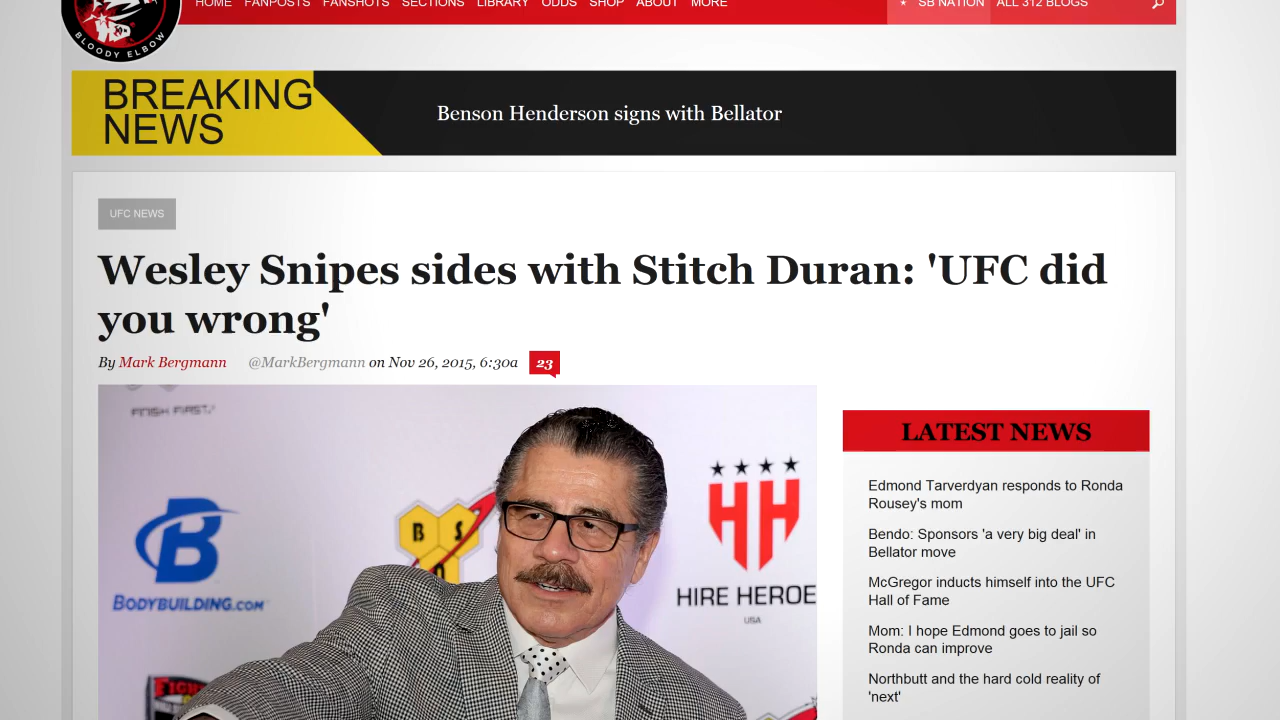 HOME FANPOSTS FANSHOTS SECTIONS LIBRARY ODDS SHOP ABOUT MORE
SB NATION ALL 312 BLOGS
BLOODY ELBOW
BREAKING
NEWS
Benson Henderson signs with Bellator
UFC NEWS
Wesley Snipes sides with Stitch Duran: 'UFC did
you wrong'
By Mark Bergmann @MarkBergmann on Nov 26, 2015, 6:30a 23
FINISH FIRST
B S
BODYBUILDING.COM
HH
HIRE HEROE
USA
FIGHT
LATEST NEWS
Edmond Tarverdyan responds to Ronda
Rousey's mom
Bendo: Sponsors 'a very big deal' in
Bellator move
McGregor inducts himself into the UFC
Hall of Fame
Mom: I hope Edmond goes to jail so
Ronda can improve
Northbutt and the hard cold reality of
'next'